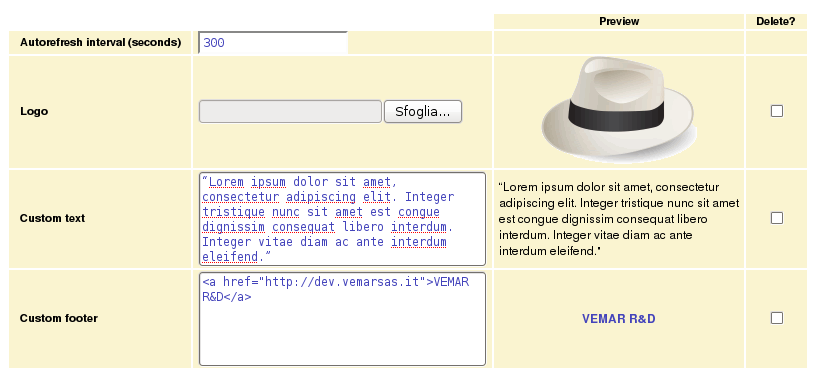 Preview Delete?
Autorefresh interval (seconds) 300
Logo Sfoglia...
Custom text
“Lorem ipsum dolor sit amet,
consectetur adipiscing elit. Integer
tristique nunc sit amet est congue
dignissim consequat libero interdum.
Integer vitae diam ac ante interdum
eleifend.”
“Lorem ipsum dolor sit amet, consectetur
adipiscing elit. Integer tristique nunc sit amet
est congue dignissim consequat libero
interdum. Integer vitae diam ac ante
interdum eleifend.”
Custom footer
<a href="http://dev.vemarsas.it">VEMAR
R&D</a>
VEMAR R&D